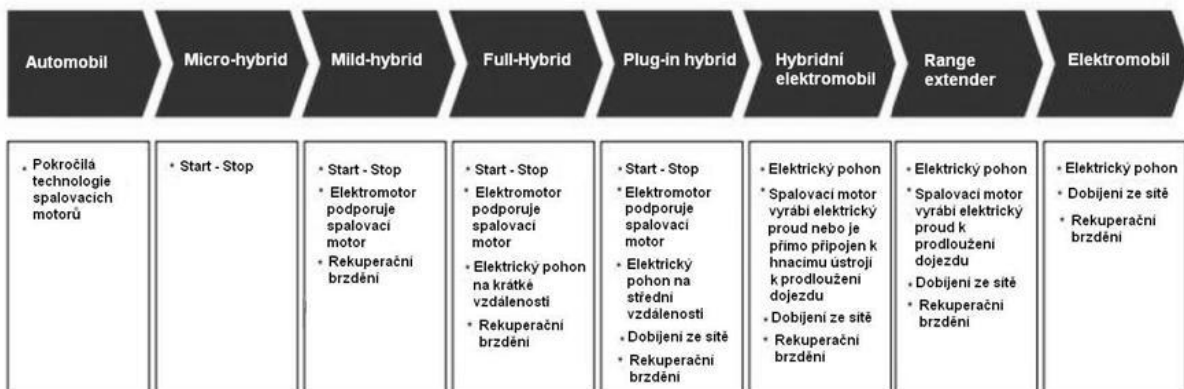 Automobil
Micro-hybrid
Mild-hybrid
Full-Hybrid
Plug-in hybrid
Hybridní
elektromobil
Range
extender
Elektromobil
* Pokročilá
technologie
spalovacích
motorů
* Start - Stop
* Start - Stop
* Elektromotor
podporuje
spalovací
motor
* Rekuperační
brzdění
* Start - Stop
* Elektromotor
podporuje
spalovací
motor
* Elektrický pohon
na krátké
vzdálenosti
* Rekuperační
brzdění
* Start - Stop
* Elektromotor
podporuje
spalovací
motor
* Elektrický
pohon na
střední
vzdálenosti
* Dobíjení ze sítě
* Rekuperační
brzdění
* Elektrický pohon
* Spalovací motor
vyrábí elektrický
proud nebo je
přímo připojen k
hnacímu ústrojí
k prodloužení
dojezdu
* Dobíjení ze sítě
* Rekuperační
brzdění
* Elektrický pohon
* Spalovací motor
vyrábí elektrický
proud k
prodloužení
dojezdu
* Dobíjení ze sítě
* Rekuperační
brzdění
* Elektrický pohon
* Dobíjení ze sítě
* Rekuperační
brzdění